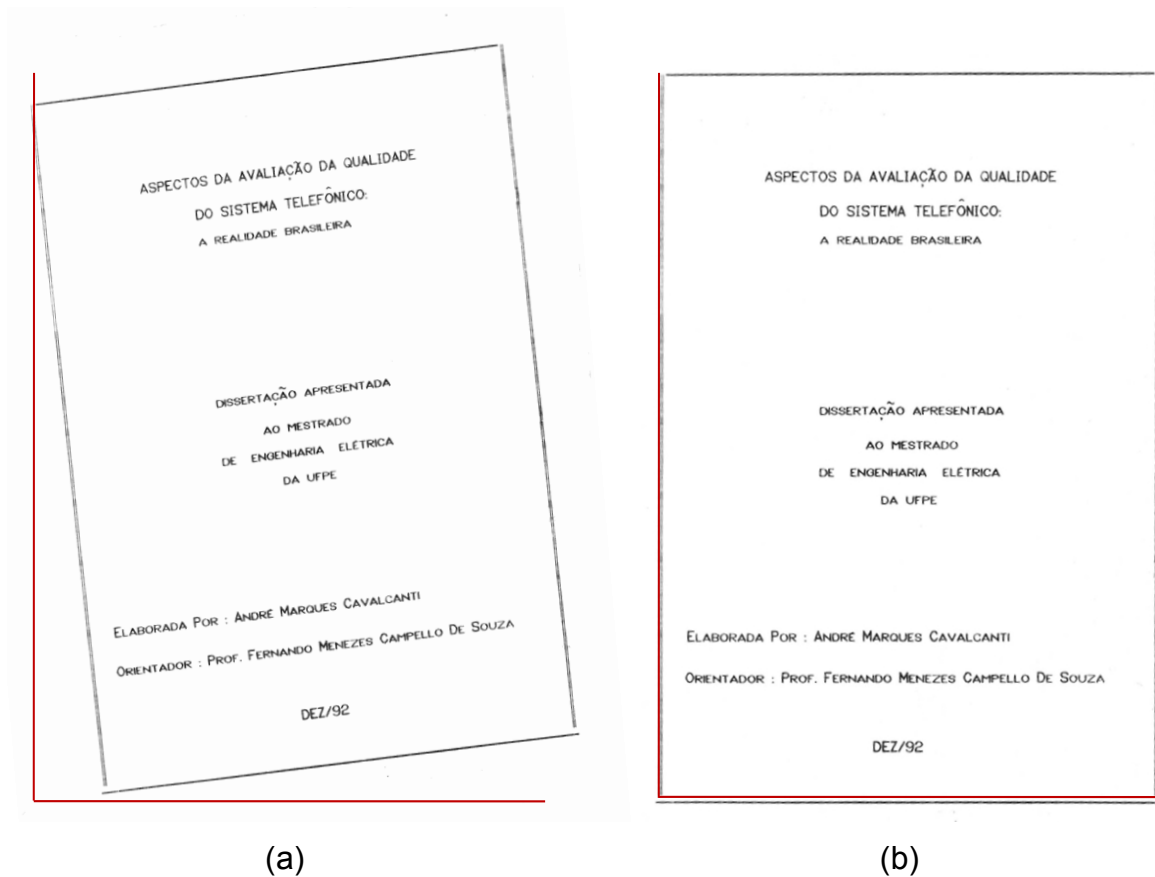 ASPECTOS DA AVALIAÇÃO DA QUALIDADE
DO SISTEMA TELEFÔNICO:
A REALIDADE BRASILEIRA
DISSERTAÇÃO APRESENTADA
AO MESTRADO
DE ENGENHARIA ELÉTRICA
DA UFPE
ELABORADA POR : ANDRÉ MARQUES CAVALCANTI
ORIENTADOR : PROF. FERNANDO MENEZES CAMPELLO DE SOUZA
DEZ/92
(a)
ASPECTOS DA AVALIAÇÃO DA QUALIDADE
DO SISTEMA TELEFÔNICO:
A REALIDADE BRASILEIRA
DISSERTAÇÃO APRESENTADA
AO MESTRADO
DE ENGENHARIA ELÉTRICA
DA UFPE
ELABORADA POR : ANDRÉ MARQUES CAVALCANTI
ORIENTADOR : PROF. FERNANDO MENEZES CAMPELLO DE SOUZA
DEZ/92
(b)